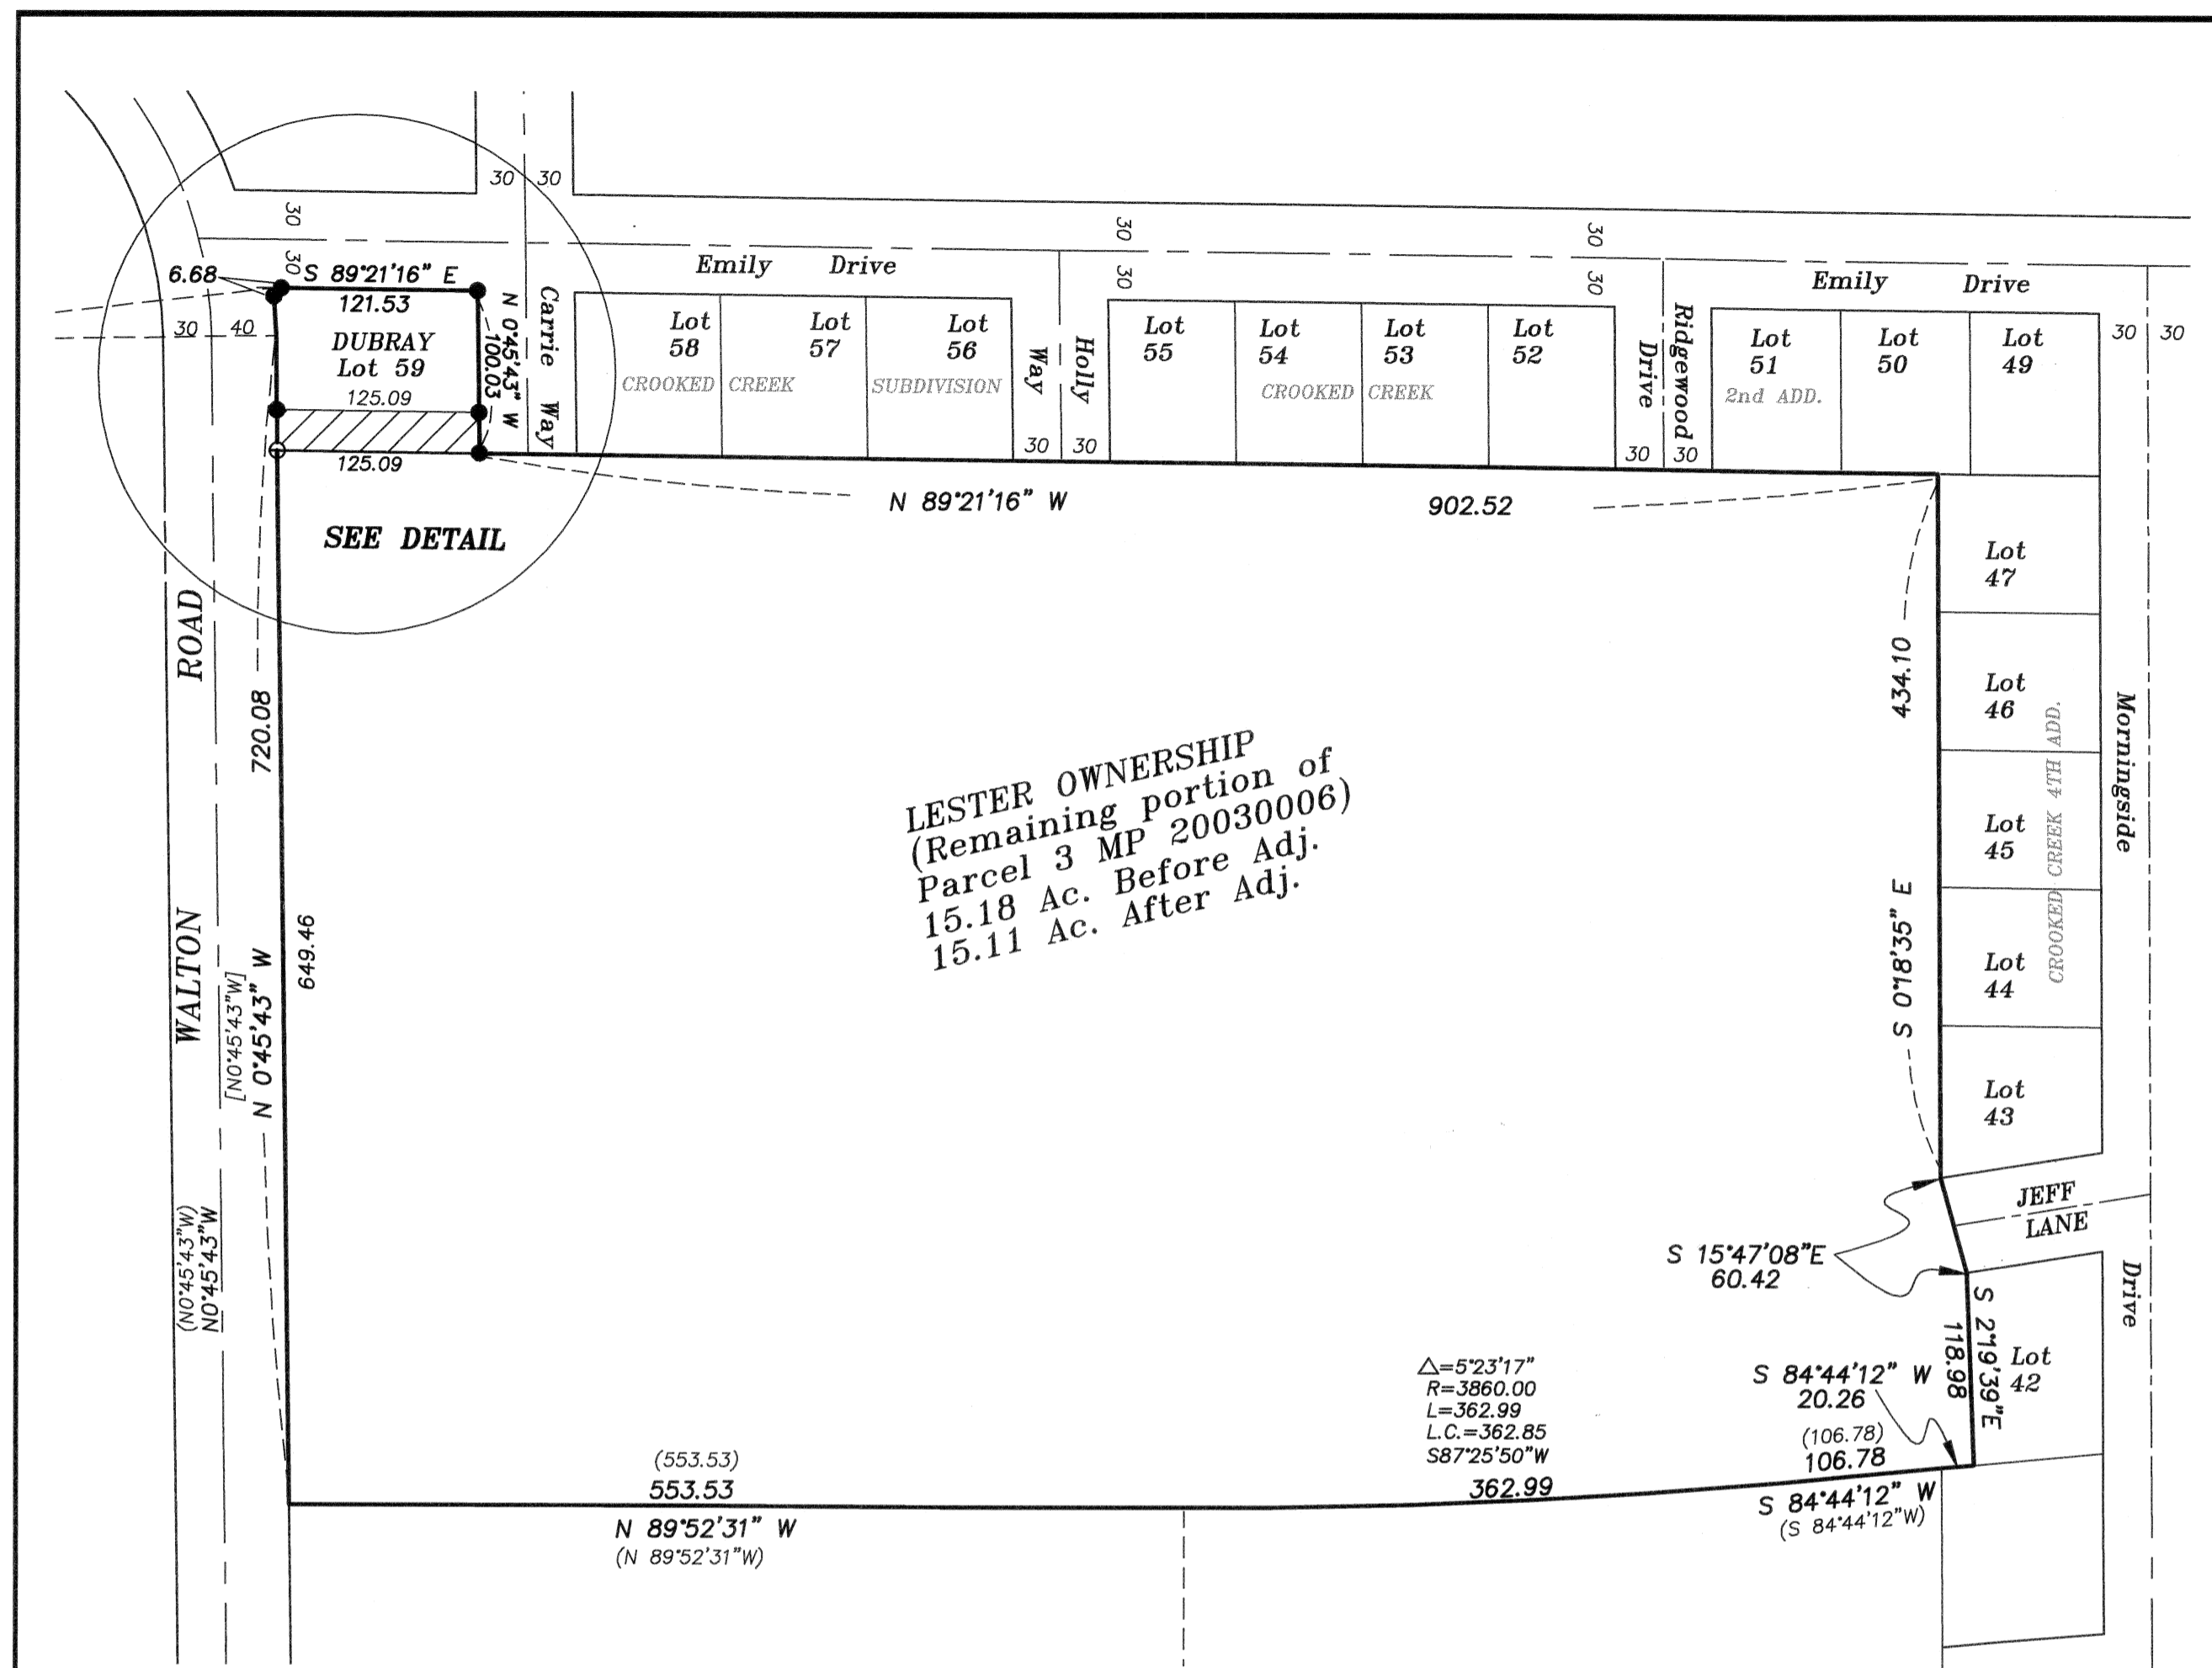 30 30
30
30
30
30
30
30
6.68
S 89°21'16" E
121.53
30 40
DUBRAY
Lot 59
125.09
125.09
N 0°45'43" W
100.03
Carrie Way
Emily Drive
Lot
58
Lot
57
Lot
56
CROOKED CREEK SUBDIVISION
Way Holly
30 30
Lot
55
Lot
54
Lot
53
Lot
52
CROOKED CREEK
Drive Ridgewood
30 30
Emily Drive
Lot
51
Lot
50
Lot
49
2nd ADD.
30 30
N 89°21'16" W 902.52
SEE DETAIL
WALTON ROAD
720.08
649.46
N 0°45'43" W
[N0°45'43"W]
(N0°45'43"W)
N0°45'43"W
LESTER OWNERSHIP
(Remaining portion of
Parcel 3 MP 20030006)
15.18 Ac. Before Adj.
15.11 Ac. After Adj.
434.10
S 0°18'35" E
Lot
47
Lot
46
Lot
45
Lot
44
Lot
43
CROOKED CREEK 4TH ADD.
Morningside Drive
JEFF
LANE
S 15°47'08"E
60.42
S 2°19'39"E
118.98
Lot
42
S 84°44'12" W
20.26
(106.78)
106.78
S 84°44'12" W
(S 84°44'12"W)
△=5°23'17"
R=3860.00
L=362.99
L.C.=362.85
S87°25'50"W
362.99
(553.53)
553.53
N 89°52'31" W
(N 89°52'31"W)